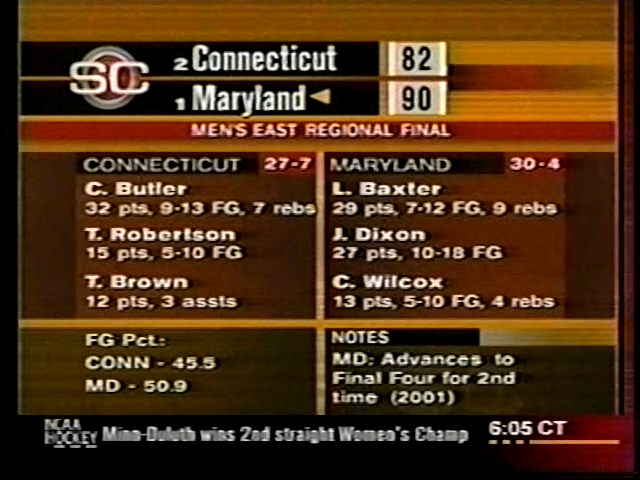 SC
2 Connecticut 82
1 Maryland ◄ 90
MEN'S EAST REGIONAL FINAL
CONNECTICUT 27-7
C. Butler
32 pts, 9-13 FG, 7 rebs
T. Robertson
15 pts, 5-10 FG
T. Brown
12 pts, 3 assts
MARYLAND 30-4
L. Baxter
29 pts, 7-12 FG, 9 rebs
J. Dixon
27 pts, 10-18 FG
C. Wilcox
13 pts, 5-10 FG, 4 rebs
FG Pct.:
CONN - 45.5
MD - 50.9
NOTES
MD: Advances to
Final Four for 2nd
time (2001)
NCAA
HOCKEY
Minn-Duluth wins 2nd straight Women's Champ
6:05 CT